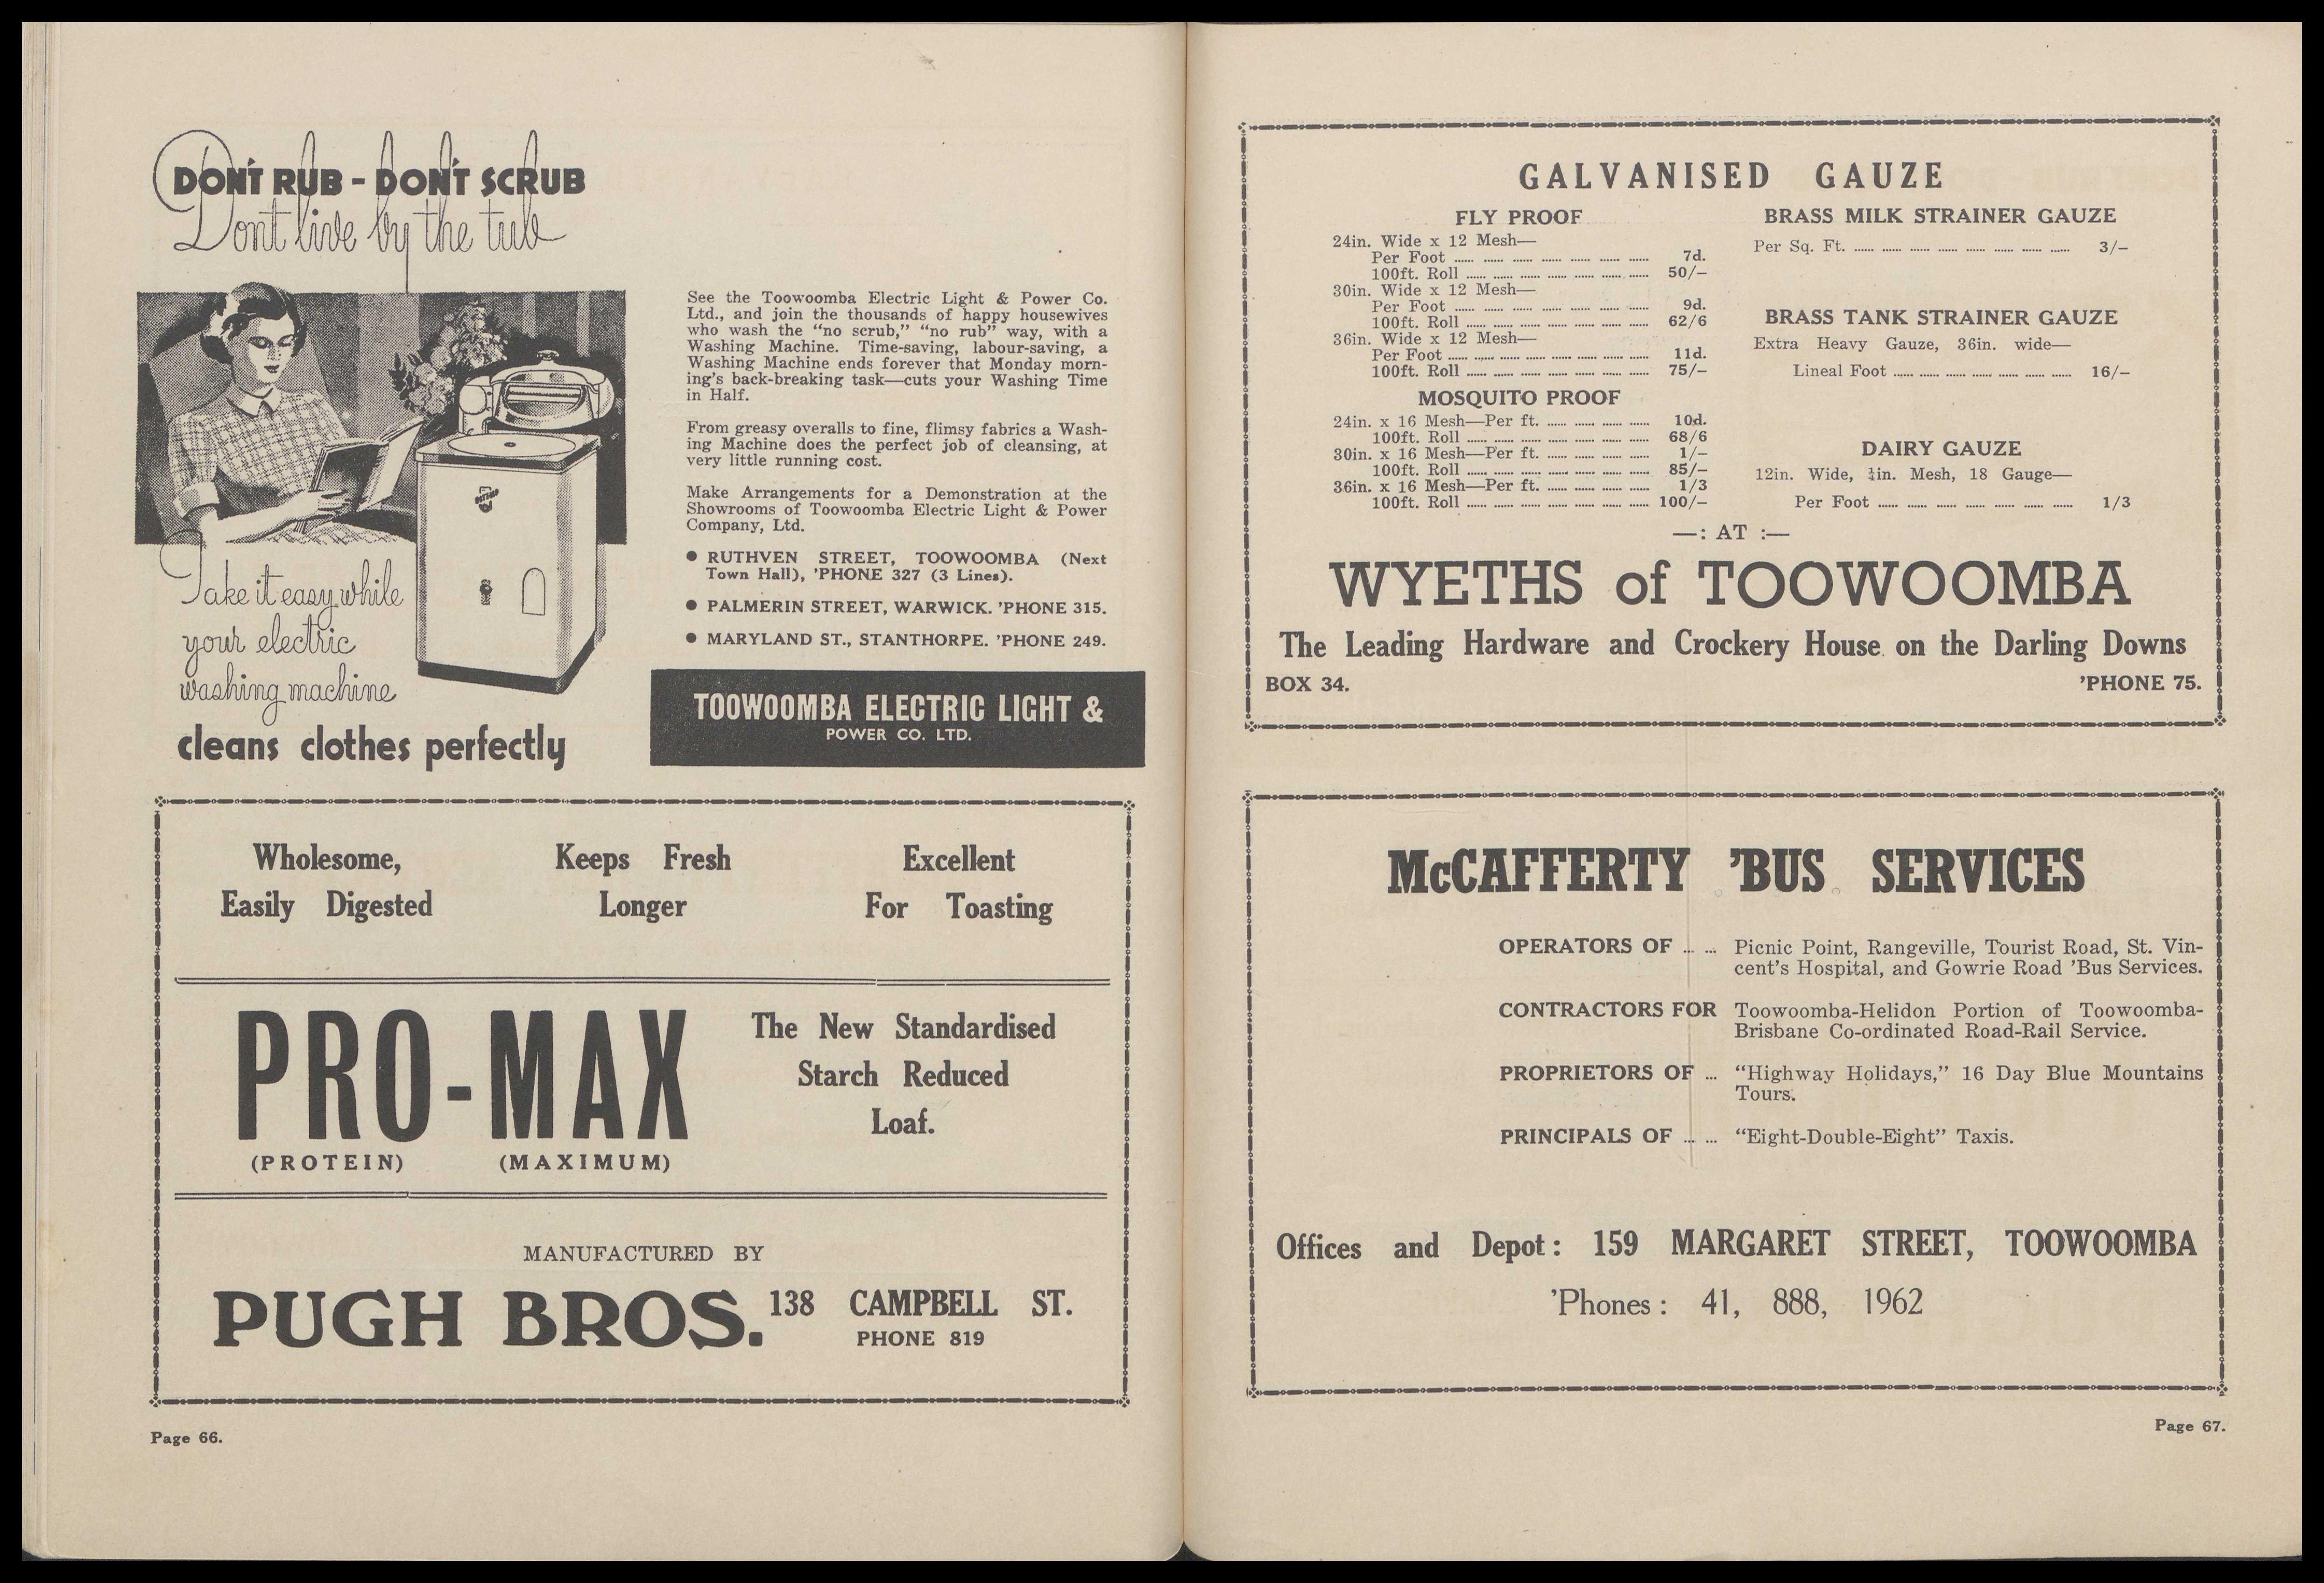 DON'T RUB - DON'T SCRUB
Don't live by the tub
Take it easy while
your electric
washing machine
cleans clothes perfectly
See the Toowoomba Electric Light & Power Co.
Ltd., and join the thousands of happy housewives
who wash the "no scrub," "no rub" way, with a
Washing Machine. Time-saving, labour-saving, a
Washing Machine ends forever that Monday morn-
ing's back-breaking task—cuts your Washing Time
in Half.
From greasy overalls to fine, flimsy fabrics a Wash-
ing Machine does the perfect job of cleansing, at
very little running cost.
Make Arrangements for a Demonstration at the
Showrooms of Toowoomba Electric Light & Power
Company, Ltd.
● RUTHVEN STREET, TOOWOOMBA (Next
Town Hall), 'PHONE 327 (3 Lines).
● PALMERIN STREET, WARWICK. 'PHONE 315.
● MARYLAND ST., STANTHORPE. 'PHONE 249.
TOOWOOMBA ELECTRIC LIGHT &
POWER CO. LTD.
Wholesome,
Easily Digested
Keeps Fresh
Longer
Excellent
For Toasting
PRO-MAX
(PROTEIN) (MAXIMUM)
The New Standardised
Starch Reduced
Loaf.
MANUFACTURED BY
PUGH BROS.
138 CAMPBELL ST.
PHONE 819
Page 66.
GALVANISED GAUZE
FLY PROOF
24in. Wide x 12 Mesh—
Per Foot ...... ...... ...... ...... ...... ...... ...... 7d.
100ft. Roll ...... ...... ...... ...... ...... ...... ...... 50/–
30in. Wide x 12 Mesh—
Per Foot ...... ...... ...... ...... ...... ...... ...... 9d.
100ft. Roll ...... ...... ...... ...... ...... ...... ...... 62/6
36in. Wide x 12 Mesh—
Per Foot ...... ...... ...... ...... ...... ...... ...... 11d.
100ft. Roll ...... ...... ...... ...... ...... ...... ...... 75/–
MOSQUITO PROOF
24in. x 16 Mesh—Per ft. ...... ...... ...... ...... 10d.
100ft. Roll ...... ...... ...... ...... ...... ...... ...... 68/6
30in. x 16 Mesh—Per ft. ...... ...... ...... ...... 1/–
100ft. Roll ...... ...... ...... ...... ...... ...... ...... 85/–
36in. x 16 Mesh—Per ft. ...... ...... ...... ...... 1/3
100ft. Roll ...... ...... ...... ...... ...... ...... ...... 100/–
BRASS MILK STRAINER GAUZE
Per Sq. Ft. ...... ...... ...... ...... ...... ...... ...... ...... 3/–
BRASS TANK STRAINER GAUZE
Extra Heavy Gauze, 36in. wide—
Lineal Foot ...... ...... ...... ...... ...... ...... ...... 16/–
DAIRY GAUZE
12in. Wide, in. Mesh, 18 Gauge—
Per Foot ...... ...... ...... ...... ...... ...... ...... 1/3
—: AT :—
WYETHS of TOOWOOMBA
The Leading Hardware and Crockery House on the Darling Downs
BOX 34. 'PHONE 75.
McCAFFERTY 'BUS SERVICES
OPERATORS OF ... ... Picnic Point, Rangeville, Tourist Road, St. Vin-
cent's Hospital, and Gowrie Road 'Bus Services.
CONTRACTORS FOR Toowoomba-Helidon Portion of Toowoomba-
Brisbane Co-ordinated Road-Rail Service.
PROPRIETORS OF ... "Highway Holidays," 16 Day Blue Mountains
Tours.
PRINCIPALS OF ... ... "Eight-Double-Eight" Taxis.
Offices and Depot: 159 MARGARET STREET, TOOWOOMBA
'Phones: 41, 888, 1962
Page 67.